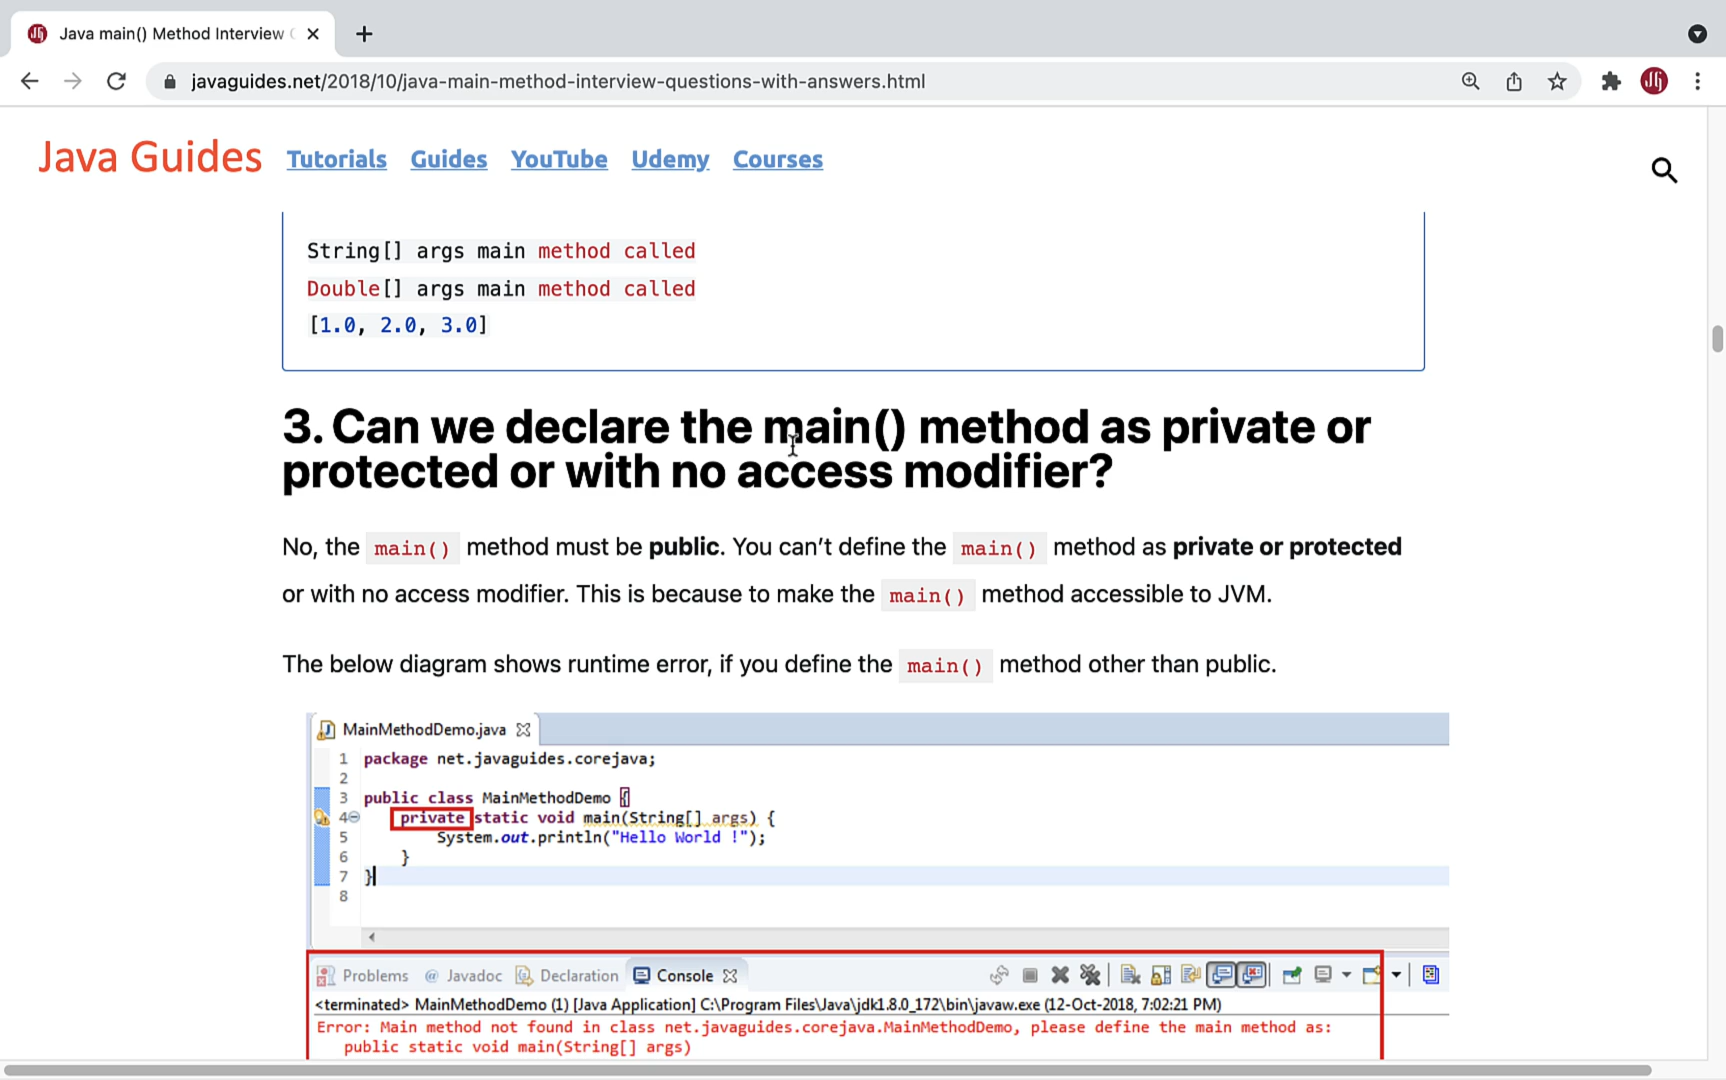 Java main() Method Interview
javaguides.net/2018/10/java-main-method-interview-questions-with-answers.html
Java Guides Tutorials Guides YouTube Udemy Courses
String[] args main method called
Double[] args main method called
[1.0, 2.0, 3.0]
3. Can we declare the main() method as private or
protected or with no access modifier?
No, the main() method must be public. You can’t define the main() method as private or protected
or with no access modifier. This is because to make the main() method accessible to JVM.
The below diagram shows runtime error, if you define the main() method other than public.
MainMethodDemo.java
1 package net.javaguides.corejava;
2
3 public class MainMethodDemo {
4 private static void main(String[] args) {
5 System.out.println("Hello World !");
6 }
7 }
8
Problems @ Javadoc Declaration Console
<terminated> MainMethodDemo (1) [Java Application] C:\Program Files\Java\jdk1.8.0_172\bin\javaw.exe (12-Oct-2018, 7:02:21 PM)
Error: Main method not found in class net.javaguides.corejava.MainMethodDemo, please define the main method as:
public static void main(String[] args)